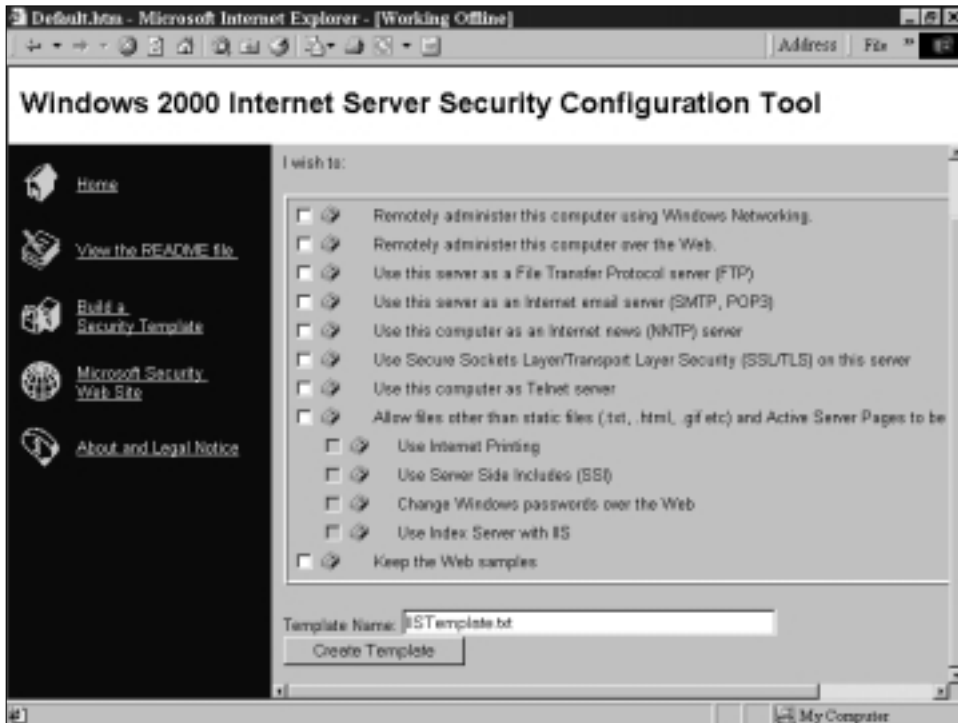 Default.htm - Microsoft Internet Explorer - [Working Offline]
Address File »
Windows 2000 Internet Server Security Configuration Tool
Home
View the README file
Build a
Security Template
Microsoft Security
Web Site
About and Legal Notice
I wish to:
Remotely administer this computer using Windows Networking.
Remotely administer this computer over the Web.
Use this server as a File Transfer Protocol server (FTP)
Use this server as an Internet email server (SMTP, POP3)
Use this computer as an Internet news (NNTP) server
Use Secure Sockets Layer/Transport Layer Security (SSL/TLS) on this server
Use this computer as Telnet server
Allow files other than static files (.txt, .html, .gif etc) and Active Server Pages to be
Use Internet Printing
Use Server Side Includes (SSI)
Change Windows passwords over the Web
Use Index Server with IIS
Keep the Web samples
Template Name: IISTemplate.txt
Create Template
#]
My Computer